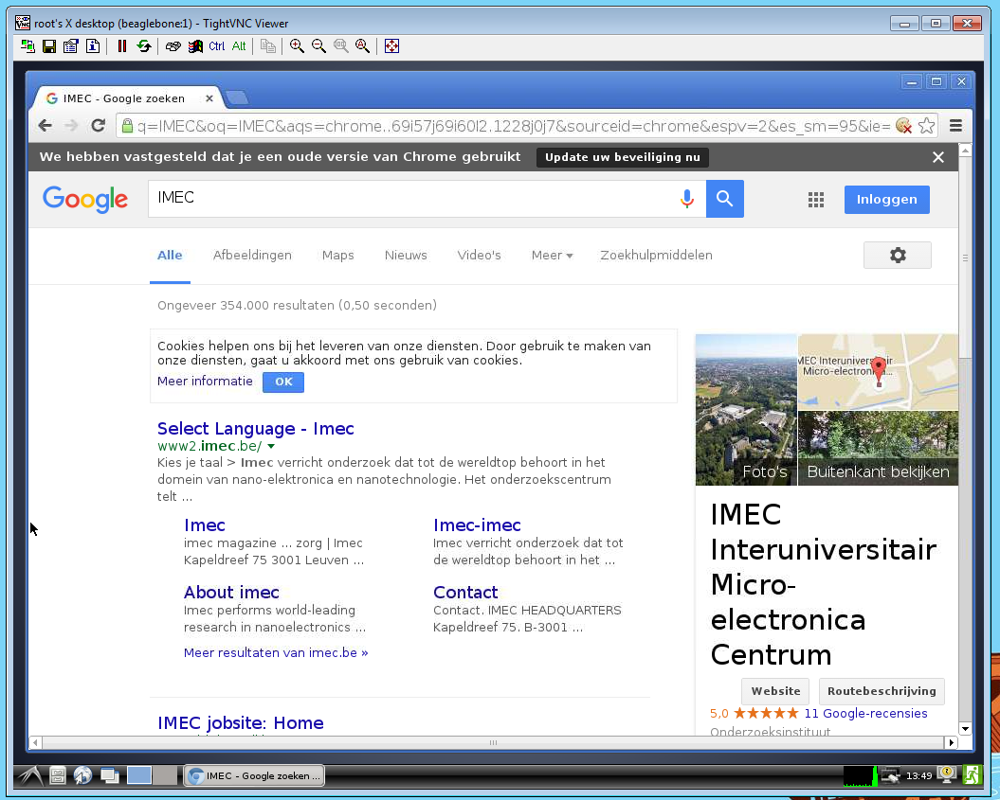 root's X desktop (beaglebone:1) - TightVNC Viewer
Ctrl Alt
IMEC - Google zoeken
q=IMEC&oq=IMEC&aqs=chrome..69i57j69i60l2.1228j0j7&sourceid=chrome&espv=2&es_sm=95&ie=
We hebben vastgesteld dat je een oude versie van Chrome gebruikt
Update uw beveiliging nu
Google
IMEC
Inloggen
Alle Afbeeldingen Maps Nieuws Video's Meer Zoekhulpmiddelen
Ongeveer 354.000 resultaten (0,50 seconden)
Cookies helpen ons bij het leveren van onze diensten. Door gebruik te maken van
onze diensten, gaat u akkoord met ons gebruik van cookies.
Meer informatie OK
Select Language - Imec
www2.imec.be/
Kies je taal > Imec verricht onderzoek dat tot de wereldtop behoort in het
domein van nano-elektronica en nanotechnologie. Het onderzoekscentrum
telt ...
Imec
imec magazine ... zorg | Imec
Kapeldreef 75 3001 Leuven ...
Imec-imec
Imec verricht onderzoek dat tot
de wereldtop behoort in het ...
About imec
Imec performs world-leading
research in nanoelectronics ...
Contact
Contact. IMEC HEADQUARTERS
Kapeldreef 75. B-3001 ...
Meer resultaten van imec.be »
IMEC jobsite: Home
MEC Interuniversitair
Micro-electronica...
Foto's
Buitenkant bekijken
IMEC
Interuniversitair
Micro-
electronica
Centrum
Website Routebeschrijving
5,0 ★★★★★ 11 Google-recensies
Onderzoeksinstituut
IMEC - Google zoeken ...
13:49